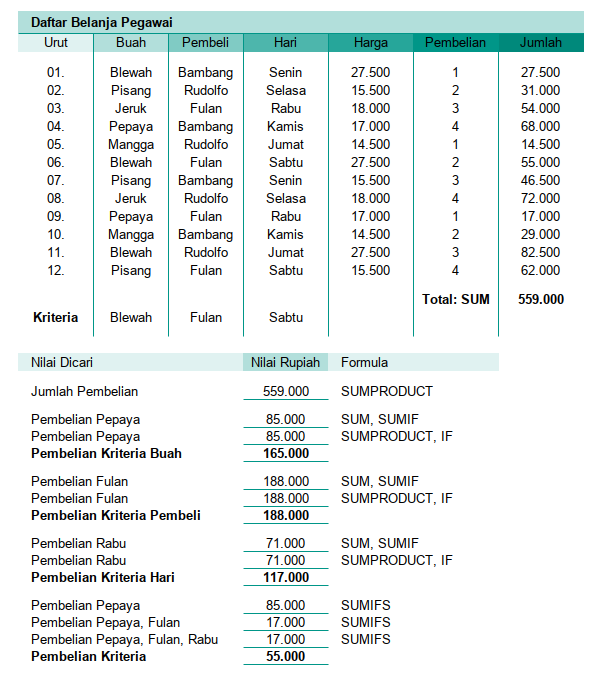 Daftar Belanja Pegawai
Urut Buah Pembeli Hari Harga Pembelian Jumlah
01. Blewah Bambang Senin 27.500 1 27.500
02. Pisang Rudolfo Selasa 15.500 2 31.000
03. Jeruk Fulan Rabu 18.000 3 54.000
04. Pepaya Bambang Kamis 17.000 4 68.000
05. Mangga Rudolfo Jumat 14.500 1 14.500
06. Blewah Fulan Sabtu 27.500 2 55.000
07. Pisang Bambang Senin 15.500 3 46.500
08. Jeruk Rudolfo Selasa 18.000 4 72.000
09. Pepaya Fulan Rabu 17.000 1 17.000
10. Mangga Bambang Kamis 14.500 2 29.000
11. Blewah Rudolfo Jumat 27.500 3 82.500
12. Pisang Fulan Sabtu 15.500 4 62.000
Total: SUM 559.000
Kriteria Blewah Fulan Sabtu
Nilai Dicari Nilai Rupiah Formula
Jumlah Pembelian 559.000 SUMPRODUCT
Pembelian Pepaya 85.000 SUM, SUMIF
Pembelian Pepaya 85.000 SUMPRODUCT, IF
Pembelian Kriteria Buah 165.000
Pembelian Fulan 188.000 SUM, SUMIF
Pembelian Fulan 188.000 SUMPRODUCT, IF
Pembelian Kriteria Pembeli 188.000
Pembelian Rabu 71.000 SUM, SUMIF
Pembelian Rabu 71.000 SUMPRODUCT, IF
Pembelian Kriteria Hari 117.000
Pembelian Pepaya 85.000 SUMIFS
Pembelian Pepaya, Fulan 17.000 SUMIFS
Pembelian Pepaya, Fulan, Rabu 17.000 SUMIFS
Pembelian Kriteria 55.000